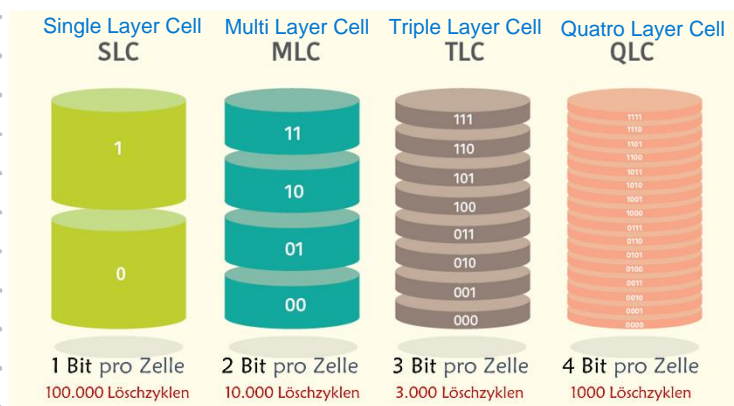 Single Layer Cell
SLC
1
0
1 Bit pro Zelle
100.000 Löschzyklen
Multi Layer Cell
MLC
11
10
01
00
2 Bit pro Zelle
10.000 Löschzyklen
Triple Layer Cell
TLC
111
110
101
100
011
010
001
000
3 Bit pro Zelle
3.000 Löschzyklen
Quatro Layer Cell
QLC
1111
1110
1101
1100
1011
1010
1001
1000
0111
0110
0101
0100
0011
0010
0001
0000
4 Bit pro Zelle
1000 Löschzyklen